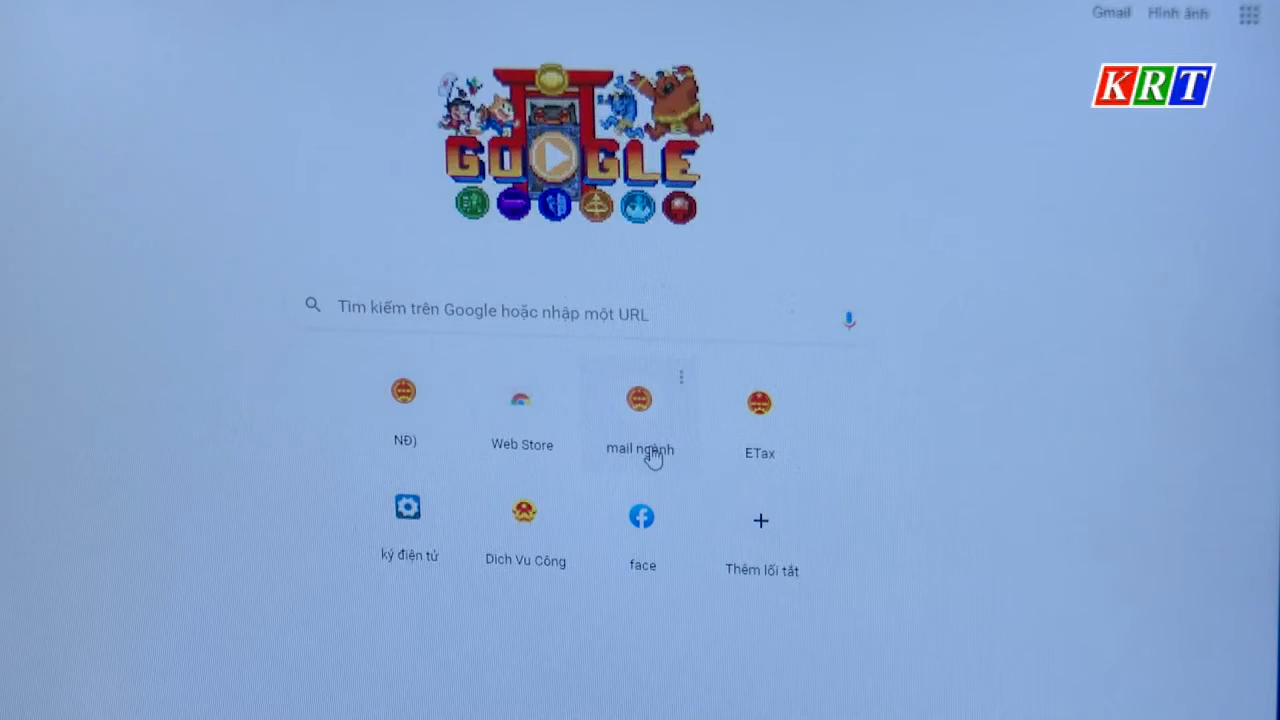 Gmail Hình ảnh
KRT
GOOGLE
Tìm kiếm trên Google hoặc nhập một URL
NĐ)
Web Store
mail ngành
ETax
ký điện tử
Dich Vu Công
face
Thêm lối tắt